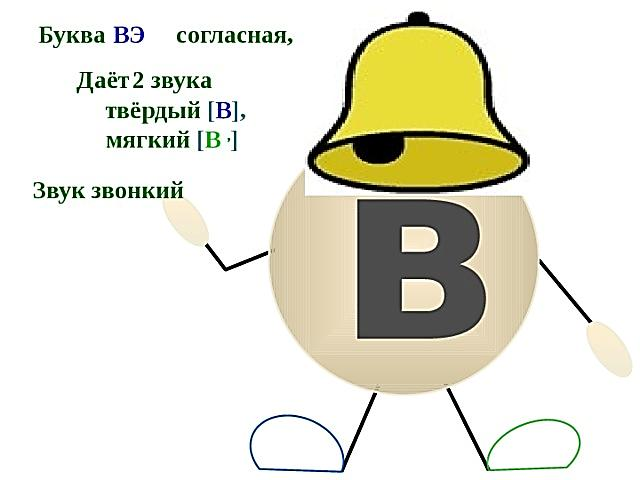 Буква ВЭ согласная,
Даёт 2 звука
твёрдый [В],
мягкий [В ,]
Звук звонкий
В